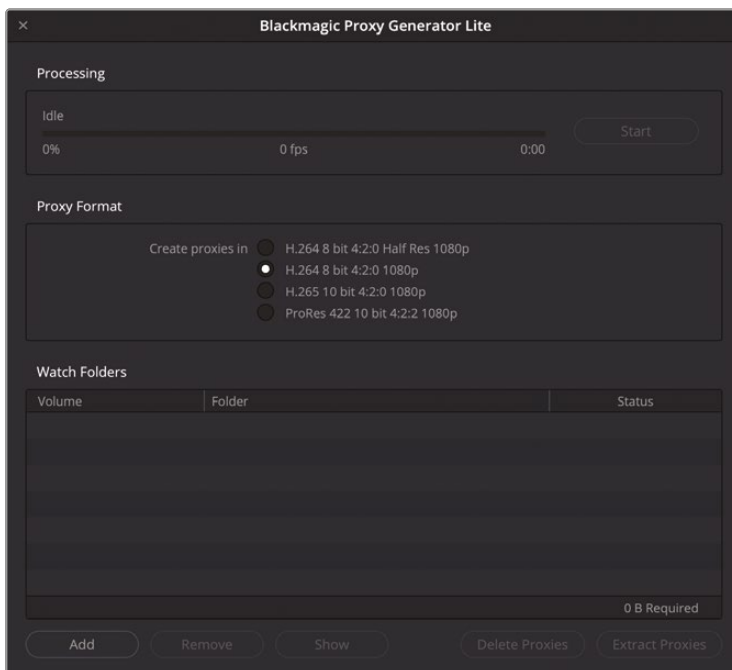 Blackmagic Proxy Generator Lite
Processing
Idle
Start
0% 0 fps 0:00
Proxy Format
Create proxies in H.264 8 bit 4:2:0 Half Res 1080p
H.264 8 bit 4:2:0 1080p
H.265 10 bit 4:2:0 1080p
ProRes 422 10 bit 4:2:2 1080p
Watch Folders
Volume Folder Status
0 B Required
Add Remove Show Delete Proxies Extract Proxies